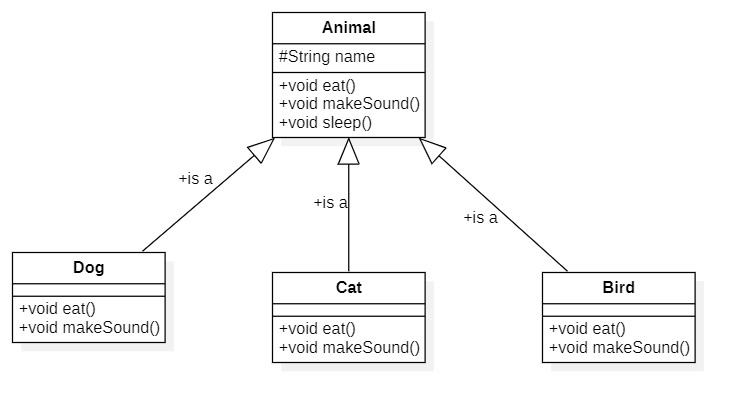 Animal
#String name
+void eat()
+void makeSound()
+void sleep()
+is a
+is a
+is a
Dog
+void eat()
+void makeSound()
Cat
+void eat()
+void makeSound()
Bird
+void eat()
+void makeSound()